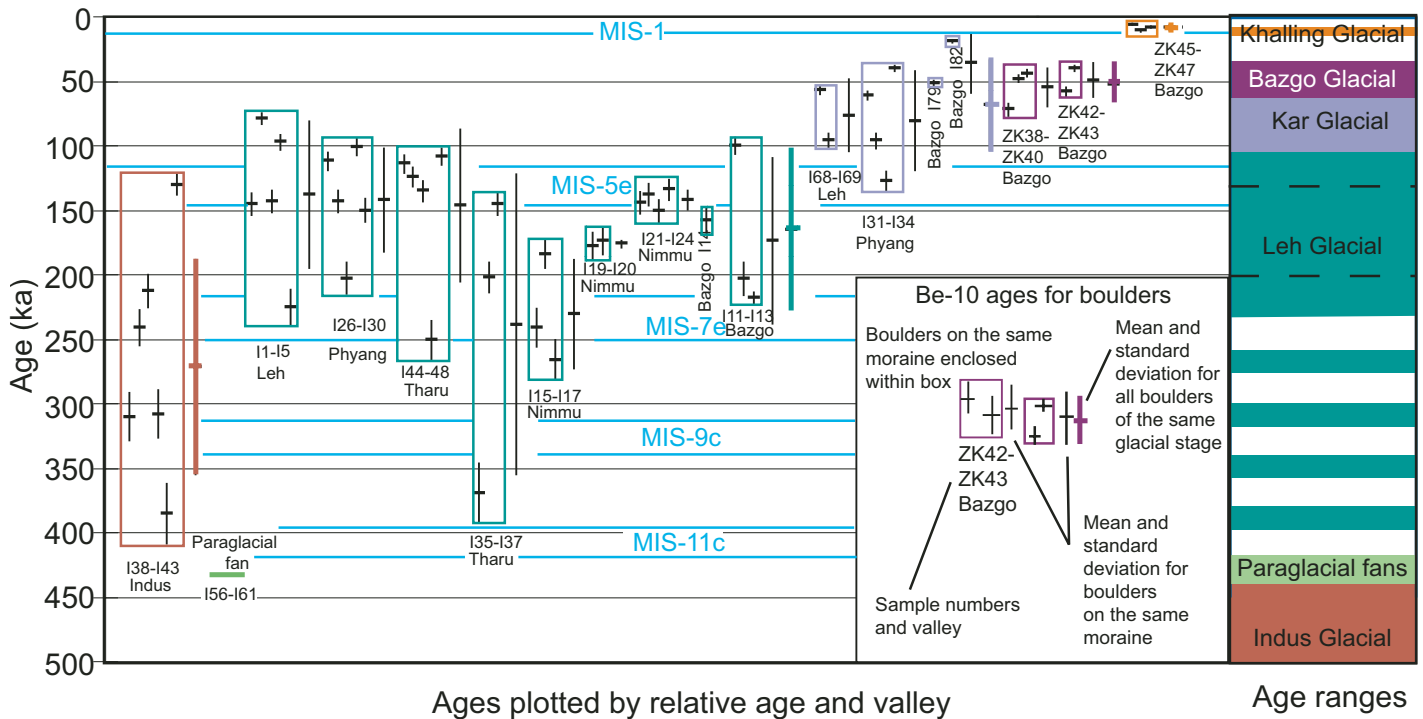 0
50
100
150
200
250
300
350
400
450
500
Age (ka)
MIS-1
MIS-5e
MIS-7e
MIS-9c
MIS-11c
I38-I43
Indus
Paraglacial
fan
I56-I61
I1-I5
Leh
I26-I30
Phyang
I44-48
Tharu
I35-I37
Tharu
I15-I17
Nimmu
I19-I20
Nimmu
I21-I24
Nimmu
Bazgo I14
I11-I13
Bazgo
I68-I69
Leh
I31-I34
Phyang
Bazgo I79
Bazgo I82
ZK38-
ZK40
Bazgo
ZK42-
ZK43
Bazgo
ZK45-
ZK47
Bazgo
Be-10 ages for boulders
Boulders on the same
moraine enclosed
within box
Mean and
standard
deviation for
all boulders
of the same
glacial stage
ZK42-
ZK43
Bazgo
Sample numbers
and valley
Mean and
standard
deviation for
boulders
on the same
moraine
Khalling Glacial
Bazgo Glacial
Kar Glacial
Leh Glacial
Paraglacial fans
Indus Glacial
Ages plotted by relative age and valley
Age ranges